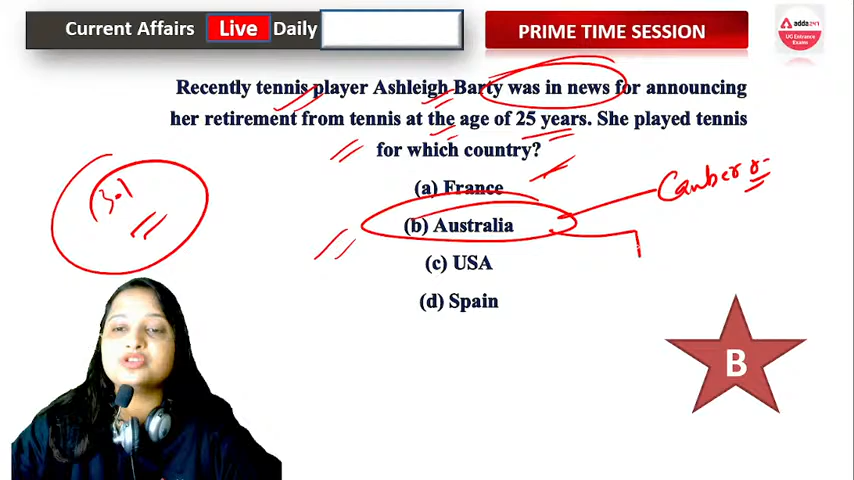 Current Affairs Live Daily
PRIME TIME SESSION
adda247
UG Entrance
Exams
Recently tennis player Ashleigh Barty was in news for announcing
her retirement from tennis at the age of 25 years. She played tennis
for which country?
(a) France
(b) Australia
(c) USA
(d) Spain
B